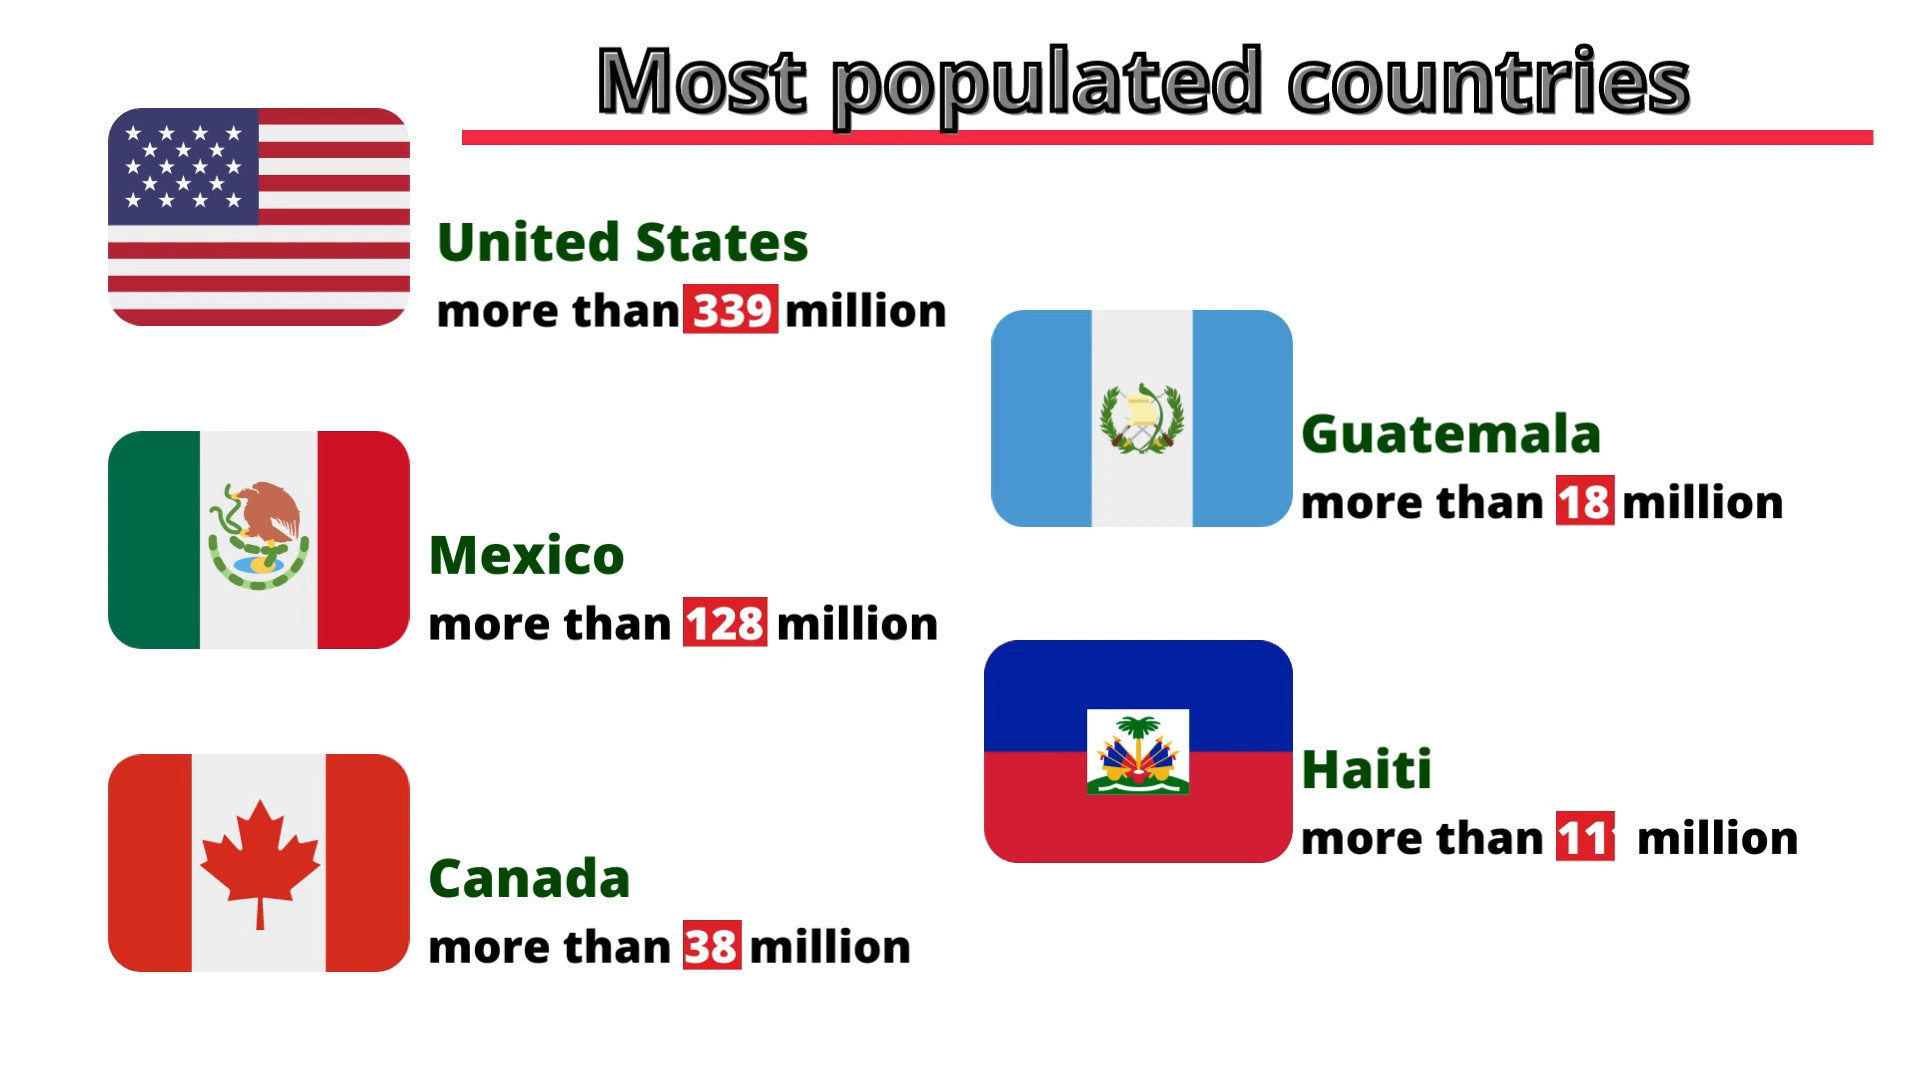 Most populated countries
United States
more than 339 million
Mexico
more than 128 million
Canada
more than 38 million
Guatemala
more than 18 million
Haiti
more than 11 million